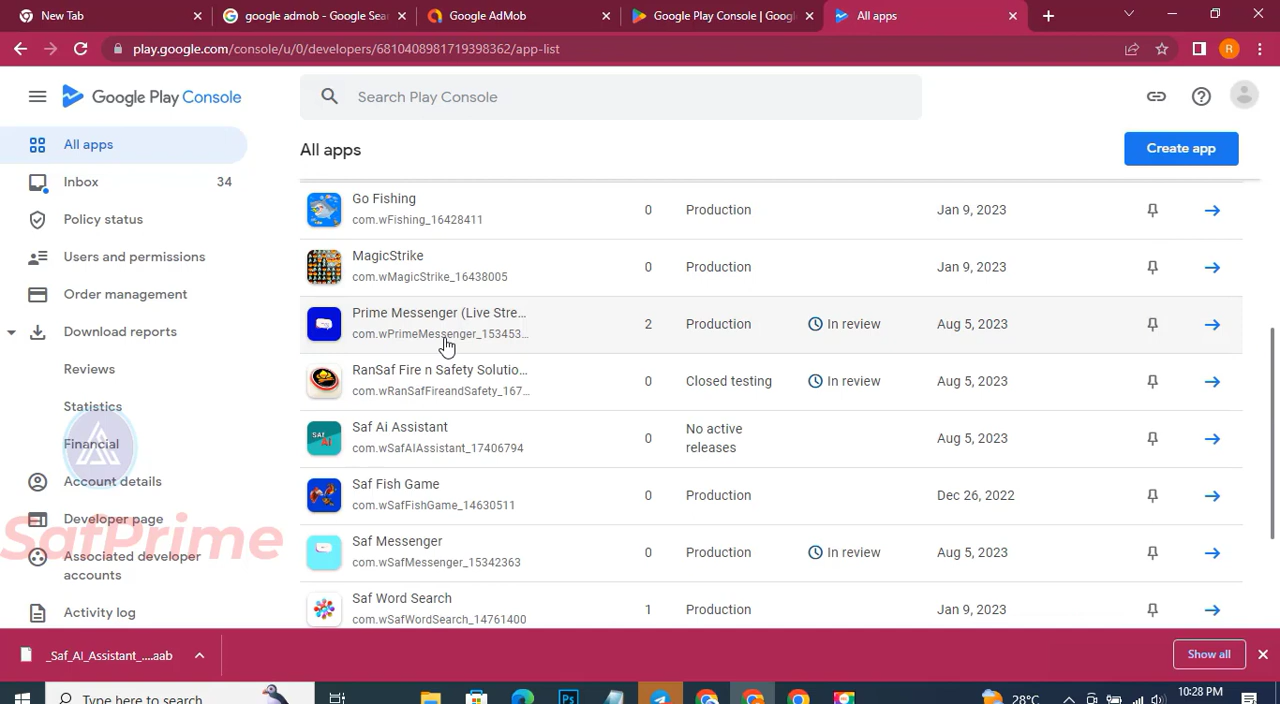 New Tab
google admob - Google Sea
Google AdMob
Google Play Console | Googl
All apps
play.google.com/console/u/0/developers/6810408981719398362/app-list
R
Google Play Console
Search Play Console
All apps
Inbox 34
Policy status
Users and permissions
Order management
Download reports
Reviews
Statistics
Financial
Account details
Developer page
SafPrime
Associated developer
accounts
Activity log
All apps
Create app
Go Fishing
com.wFishing_16428411
0 Production Jan 9, 2023
MagicStrike
com.wMagicStrike_16438005
0 Production Jan 9, 2023
Prime Messenger (Live Stre...
com.wPrimeMessenger_153453...
2 Production In review Aug 5, 2023
RanSaf Fire n Safety Solutio...
com.wRanSafFireandSafety_167...
0 Closed testing In review Aug 5, 2023
Saf Ai Assistant
com.wSafAIAssistant_17406794
0 No active
releases
Aug 5, 2023
SAF
AI
Saf Fish Game
com.wSafFishGame_14630511
0 Production Dec 26, 2022
Saf Messenger
com.wSafMessenger_15342363
0 Production In review Aug 5, 2023
Saf Word Search
com.wSafWordSearch_14761400
1 Production Jan 9, 2023
_Saf_AI_Assistant_....aab
Show all
Type here to search
Ps
28°C
10:28 PM